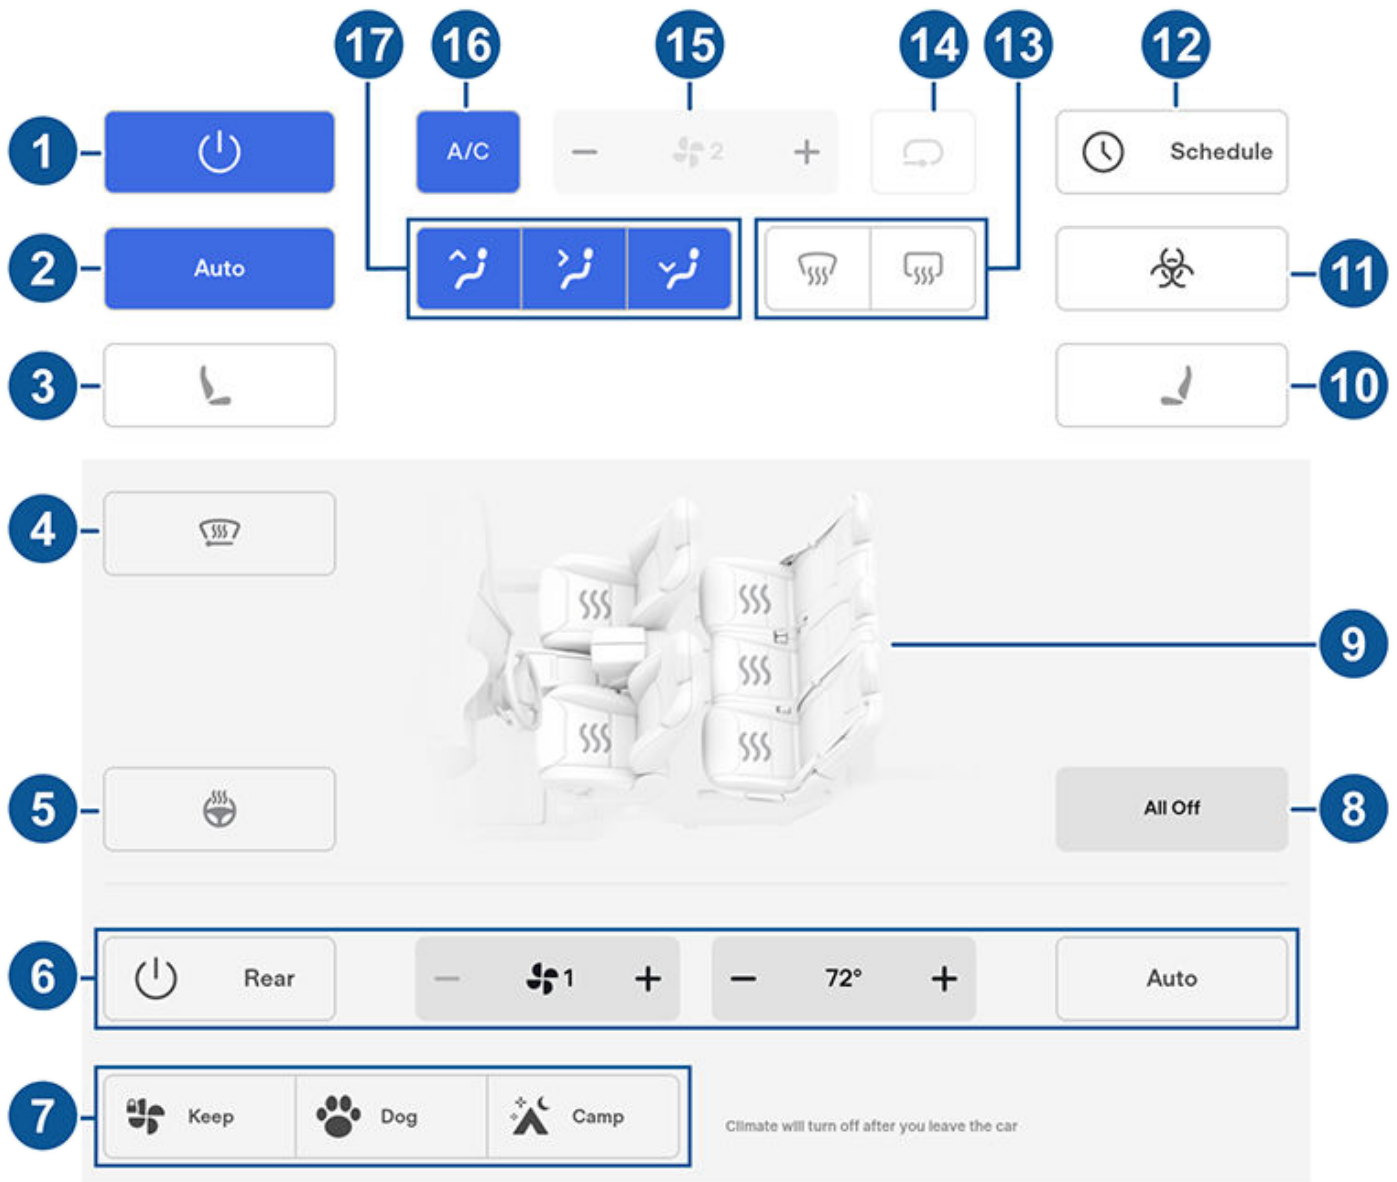 17 16 15 14 13 12
1 A/C 2 Schedule
2 Auto 11
3 10
4
9
5 All Off 8
6 Rear 1 72° Auto
7 Keep Dog Camp Climate will turn off after you leave the car